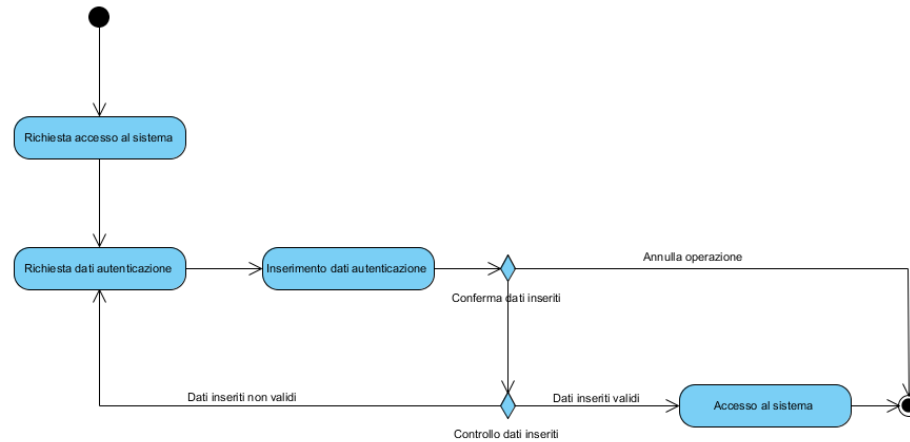 Richiesta accesso al sistema
Annulla operazione
Richiesta dati autenticazione
Inserimento dati autenticazione
Conferma dati inseriti
Dati inseriti non validi
Dati inseriti validi
Accesso al sistema
Controllo dati inseriti